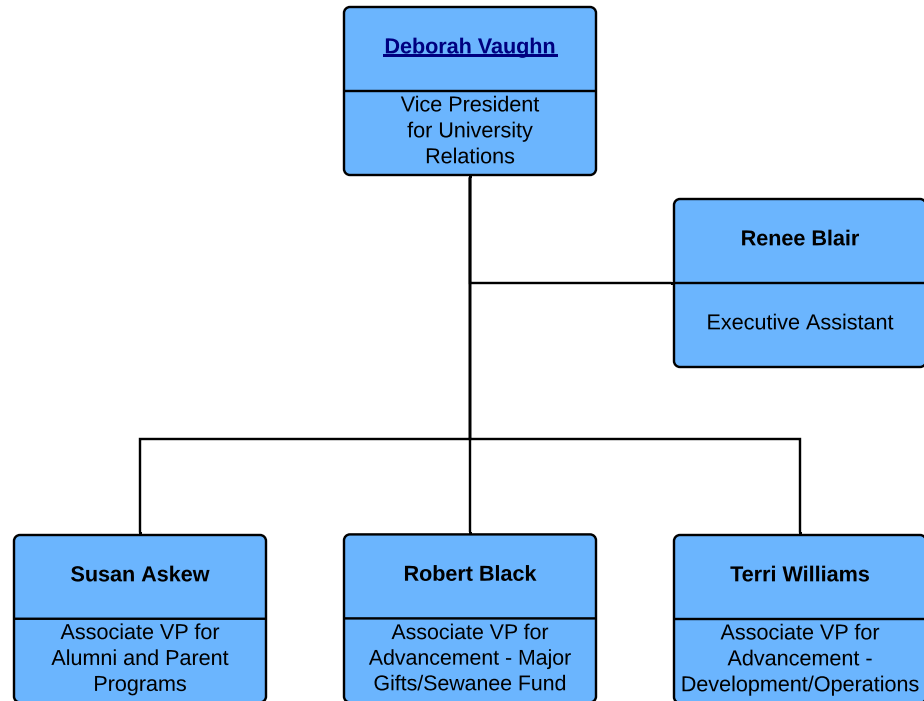 Deborah Vaughn
Vice President
for University
Relations
Renee Blair
Executive Assistant
Susan Askew
Associate VP for
Alumni and Parent
Programs
Robert Black
Associate VP for
Advancement - Major
Gifts/Sewanee Fund
Terri Williams
Associate VP for
Advancement -
Development/Operations